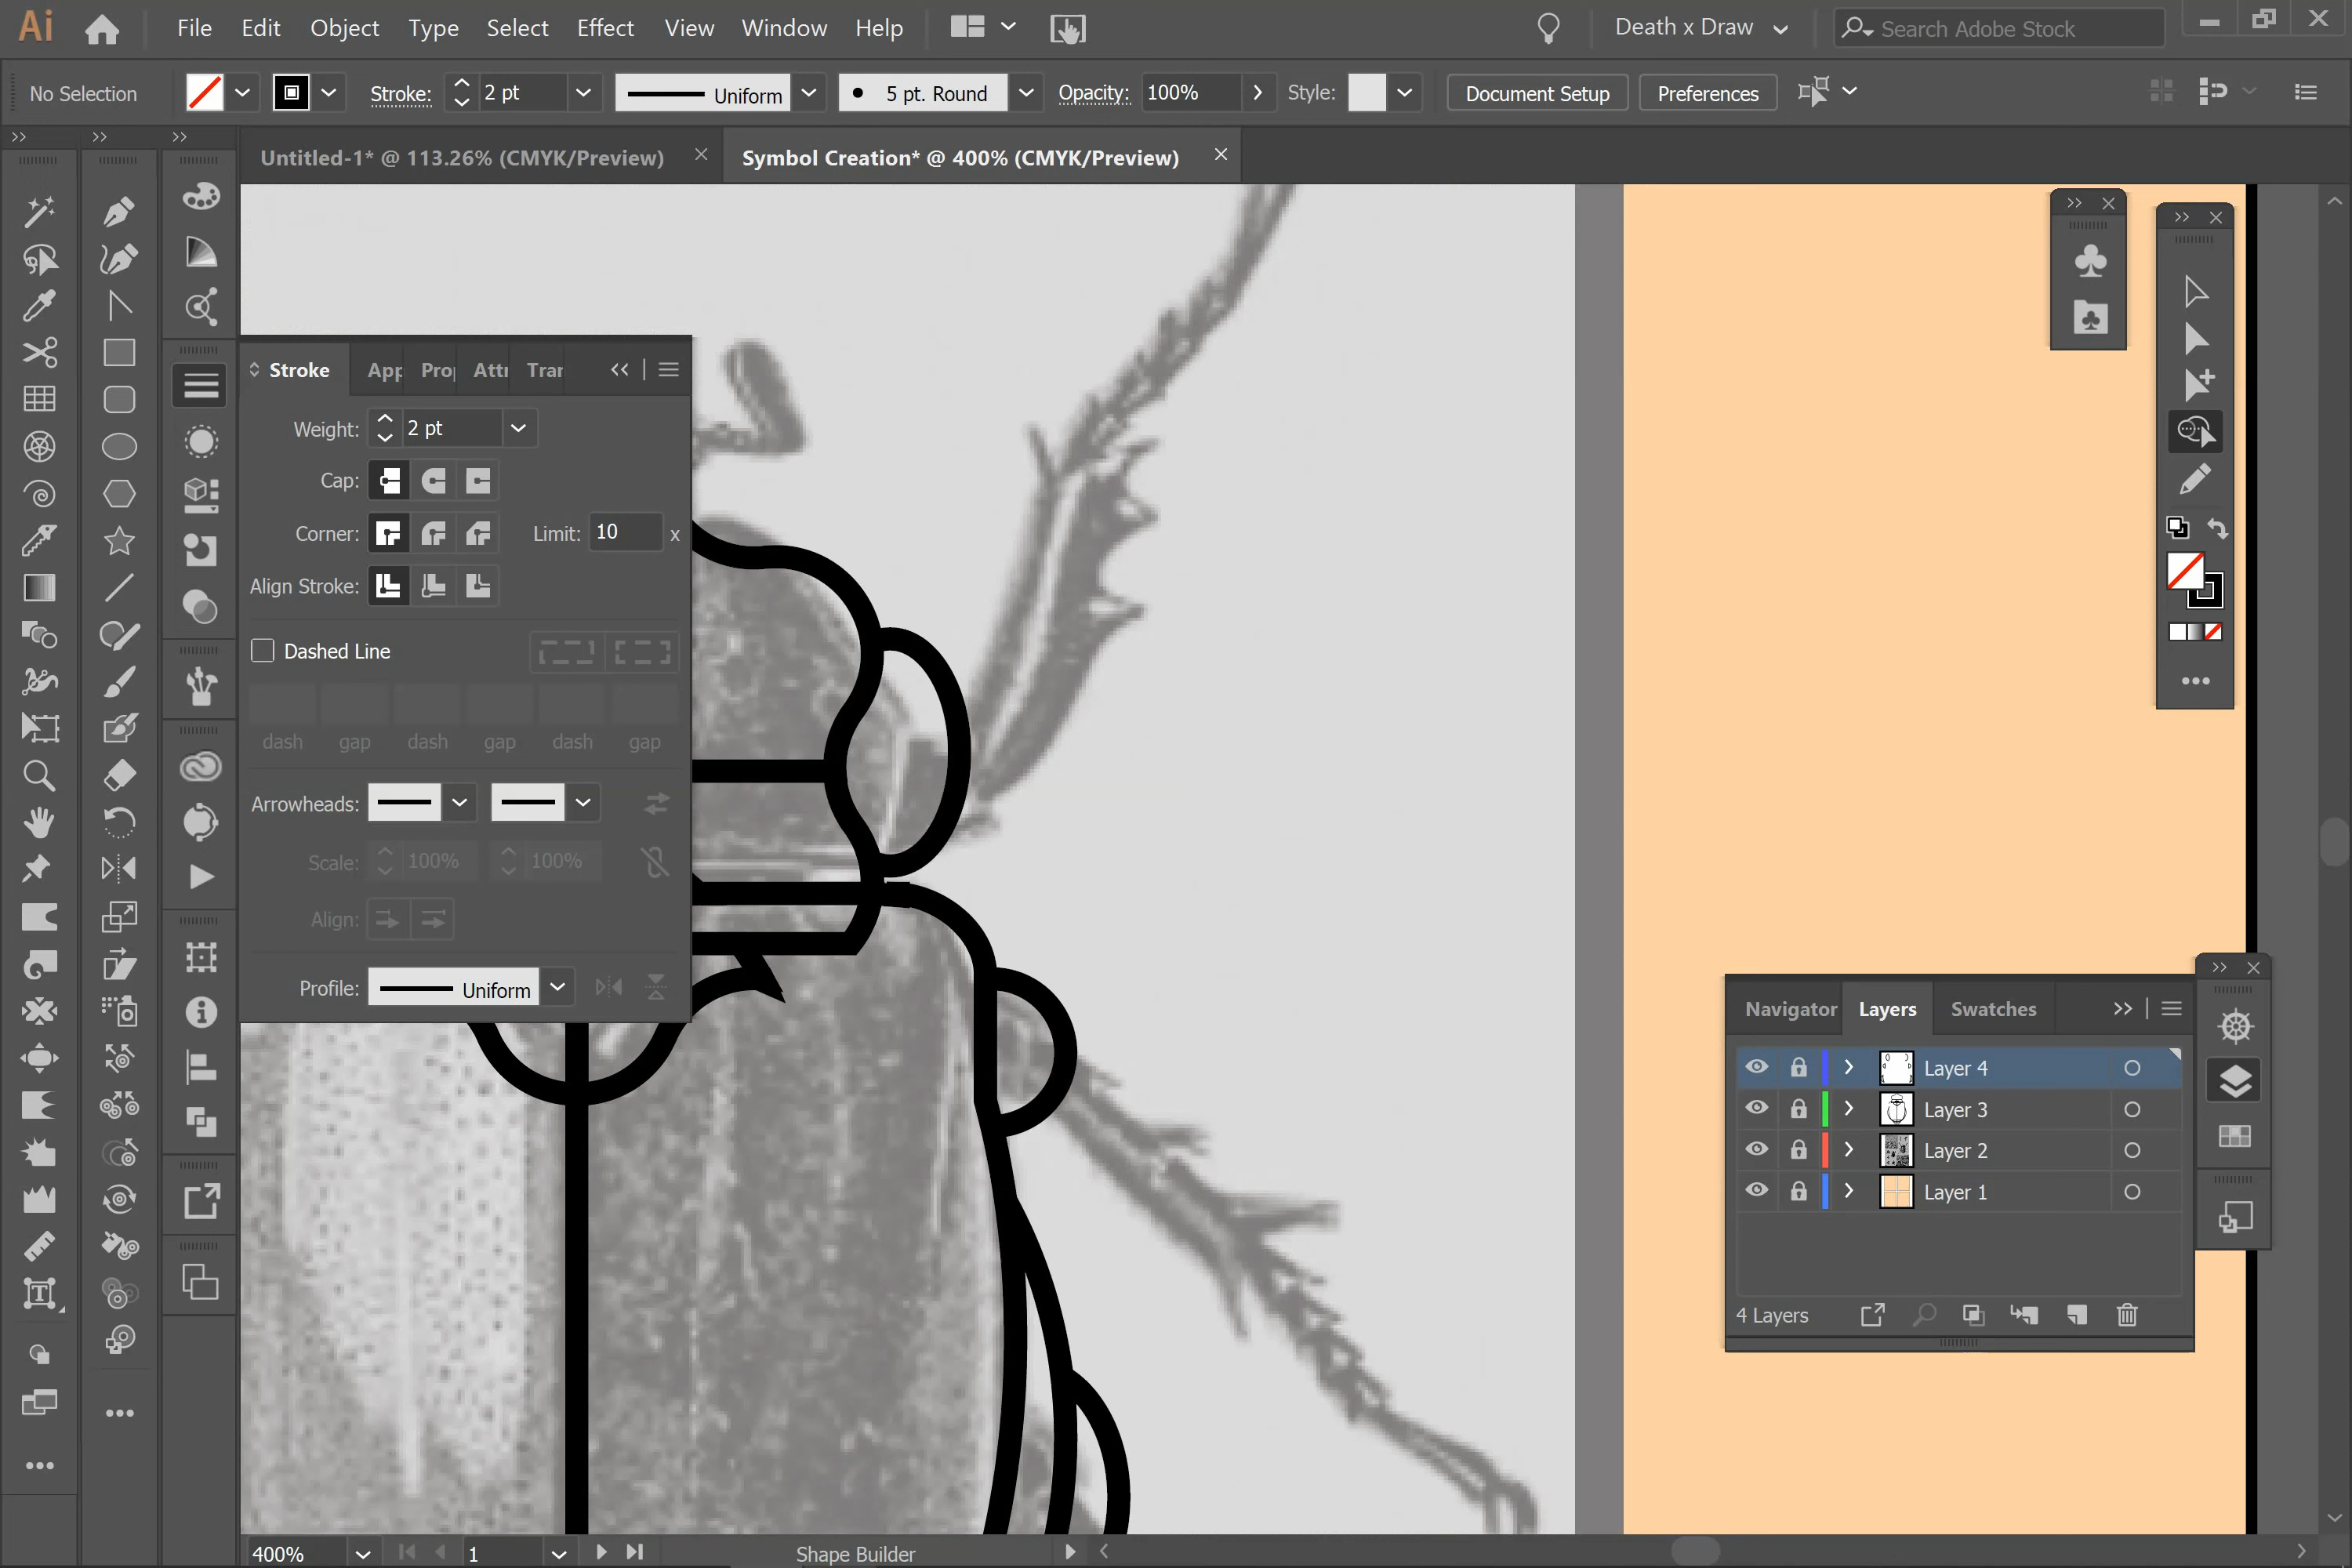 Ai File Edit Object Type Select Effect View Window Help Death x Draw Search Adobe Stock
No Selection Stroke: 2 pt Uniform 5 pt. Round Opacity: 100% Style: Document Setup Preferences
Untitled-1* @ 113.26% (CMYK/Preview) Symbol Creation* @ 400% (CMYK/Preview)
Stroke App Pro Attr Trar
Weight: 2 pt
Cap:
Corner: Limit: 10 x
Align Stroke:
Dashed Line
dash gap dash gap dash gap
Arrowheads:
Scale: 100% 100%
Align:
Profile: Uniform
Navigator Layers Swatches
Layer 4
Layer 3
Layer 2
Layer 1
4 Layers
400% 1 Shape Builder